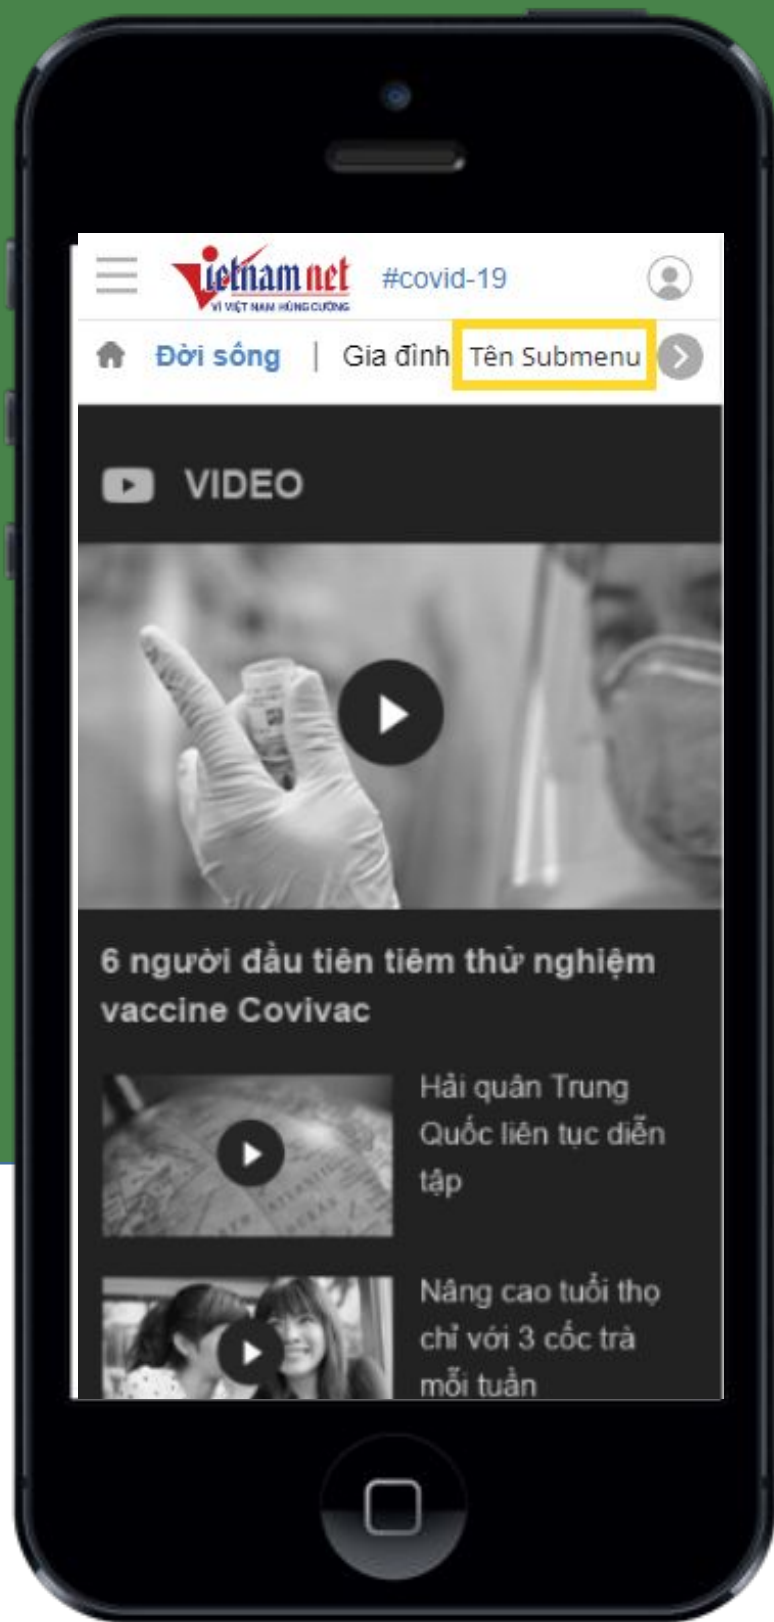 vietnamnet
VÌ VIỆT NAM HÙNG CƯỜNG
#covid-19
Đời sống | Gia đình Tên Submenu
VIDEO
6 người đầu tiên tiêm thử nghiệm
vaccine Covivac
Hải quân Trung
Quốc liên tục diễn
tập
Nâng cao tuổi thọ
chỉ với 3 cốc trà
mỗi tuần